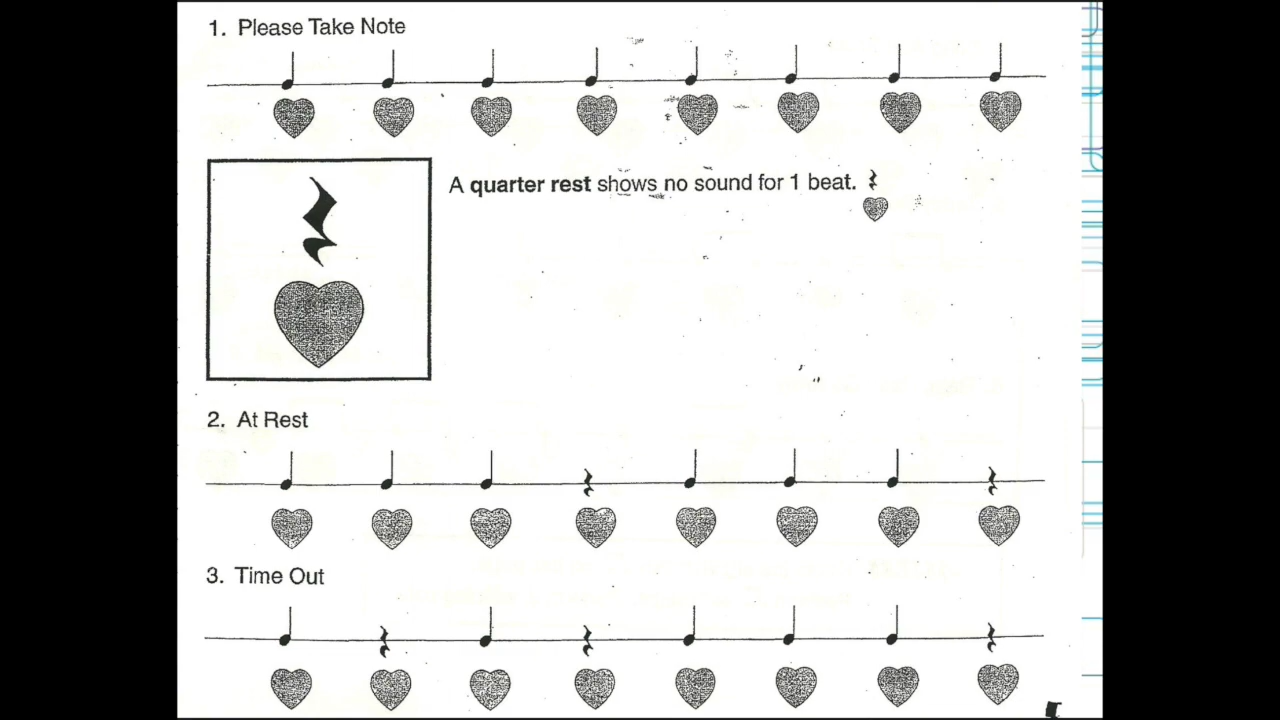 1. Please Take Note
A quarter rest shows no sound for 1 beat.
2. At Rest
3. Time Out